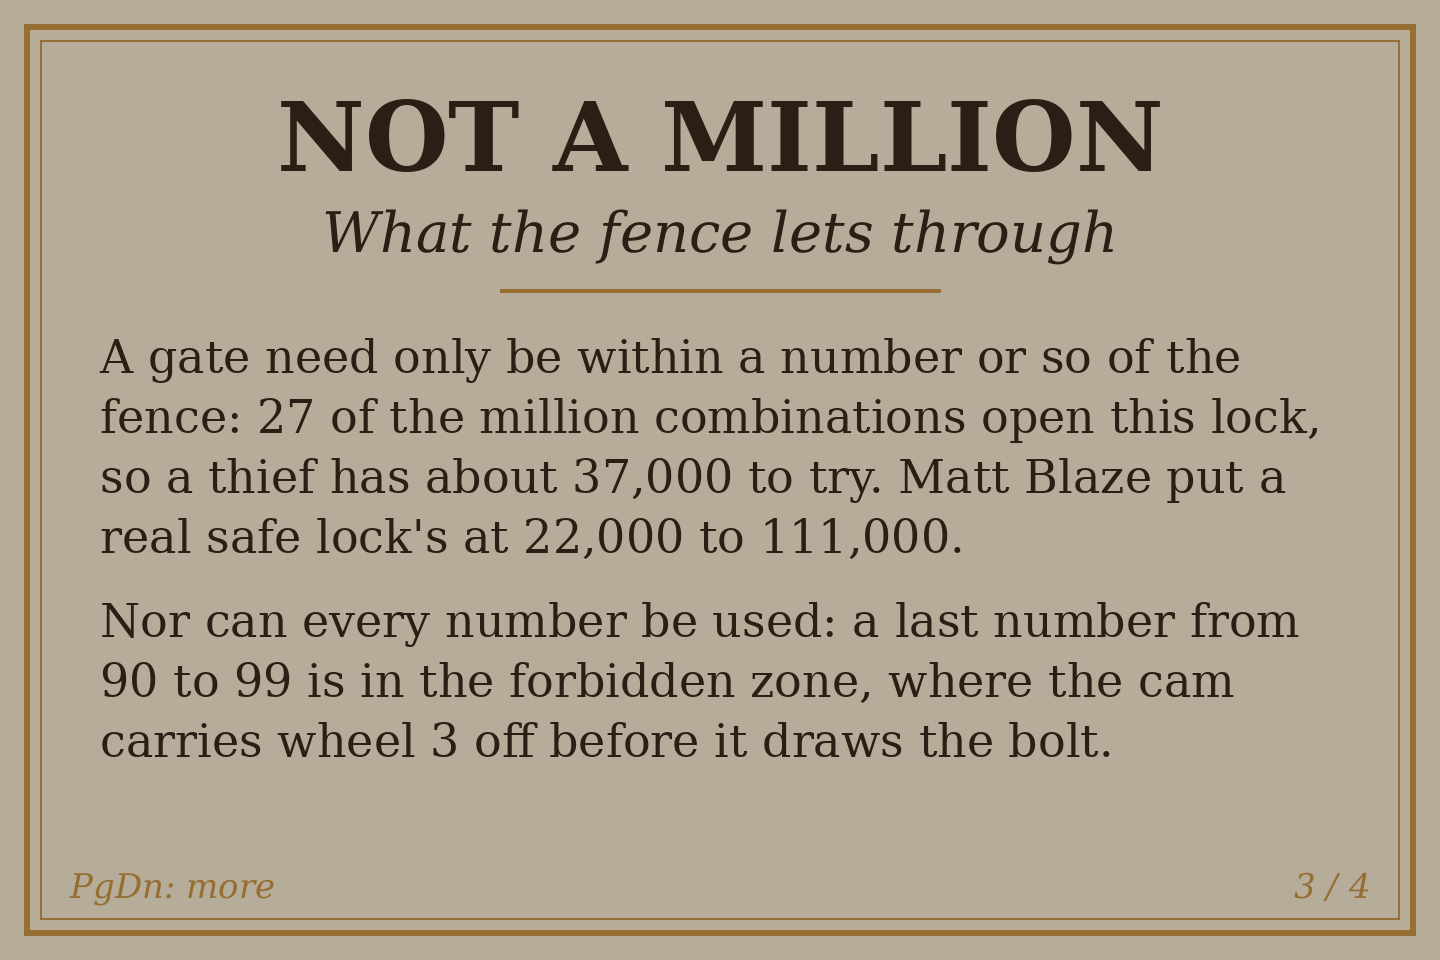 NOT A MILLION
What the fence lets through
A gate need only be within a number or so of the
fence: 27 of the million combinations open this lock,
so a thief has about 37,000 to try. Matt Blaze put a
real safe lock's at 22,000 to 111,000.
Nor can every number be used: a last number from
90 to 99 is in the forbidden zone, where the cam
carries wheel 3 off before it draws the bolt.
PgDn: more
3 / 4